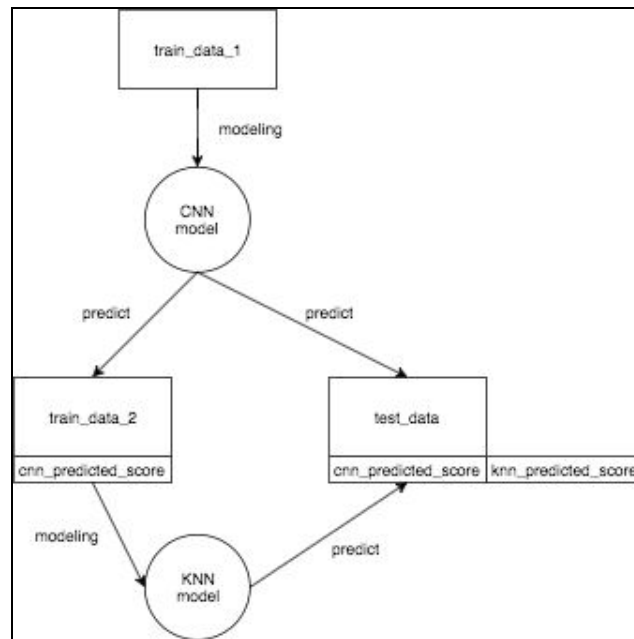 train_data_1
modeling
CNN
model
predict
predict
train_data_2
test_data
cnn_predicted_score
cnn_predicted_score
knn_predicted_score
modeling
predict
KNN
model